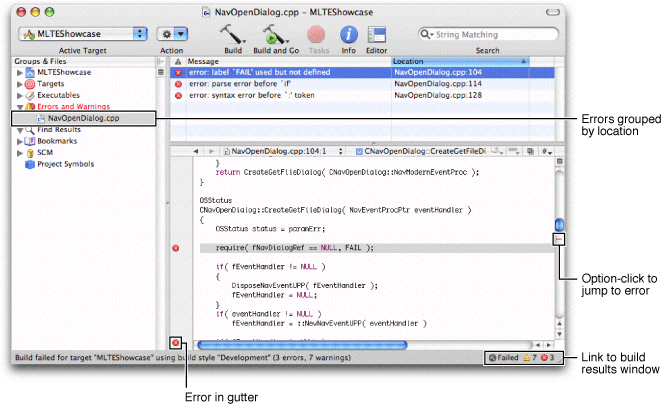 NavOpenDialog.cpp – MLTEShowcase
MLTEShowcase
String Matching
Active Target
Action
Build
Build and Go
Tasks
Info
Editor
Search
Groups & Files
MLTEShowcase
Targets
Executables
Errors and Warnings
NavOpenDialog.cpp
Find Results
Bookmarks
SCM
Project Symbols
Message Location
error: label `FAIL' used but not defined NavOpenDialog.cpp:104
error: parse error before `if' NavOpenDialog.cpp:114
error: syntax error before `:' token NavOpenDialog.cpp:128
NavOpenDialog.cpp:104:1 CNavOpenDialog::CreateGetFileDi
}
return CreateGetFileDialog( CNavOpenDialog::NavModernEventProc );
}
OSStatus
CNavOpenDialog::CreateGetFileDialog( NavEventProcPtr eventHandler )
{
OSStatus status = paramErr;
require( fNavDialogRef == NULL, FAIL );
if( fEventHandler != NULL )
{
DisposeNavEventUPP( fEventHandler );
fEventHandler = NULL;
}
if( eventHandler != NULL )
fEventHandler = ::NewNavEventUPP( eventHandler )
Build failed for target "MLTEShowcase" using build style "Development" (3 errors, 7 warnings)
Failed 7 3
Errors grouped
by location
Option-click to
jump to error
Link to build
results window
Error in gutter